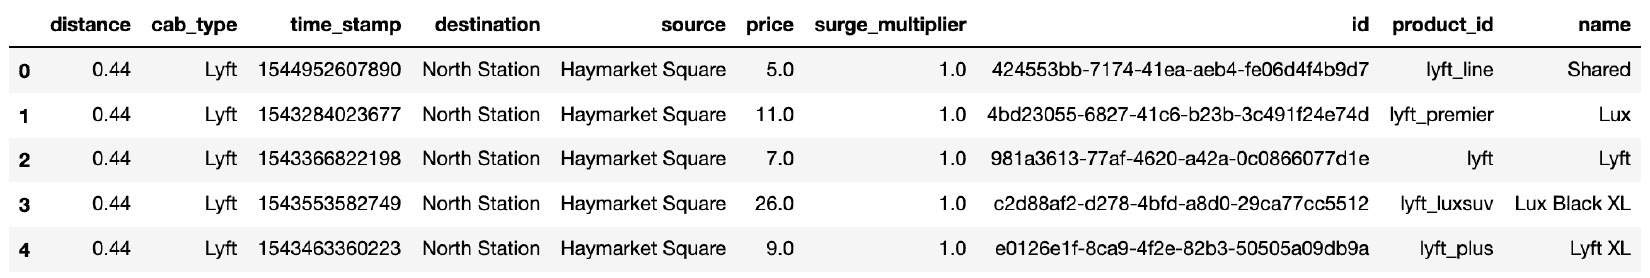 distance cab_type time_stamp destination source price surge_multiplier id product_id name
0 0.44 Lyft 1544952607890 North Station Haymarket Square 5.0 1.0 424553bb-7174-41ea-aeb4-fe06d4f4b9d7 lyft_line Shared
1 0.44 Lyft 1543284023677 North Station Haymarket Square 11.0 1.0 4bd23055-6827-41c6-b23b-3c491f24e74d lyft_premier Lux
2 0.44 Lyft 1543366822198 North Station Haymarket Square 7.0 1.0 981a3613-77af-4620-a42a-0c0866077d1e lyft Lyft
3 0.44 Lyft 1543553582749 North Station Haymarket Square 26.0 1.0 c2d88af2-d278-4bfd-a8d0-29ca77cc5512 lyft_luxsuv Lux Black XL
4 0.44 Lyft 1543463360223 North Station Haymarket Square 9.0 1.0 e0126e1f-8ca9-4f2e-82b3-50505a09db9a lyft_plus Lyft XL